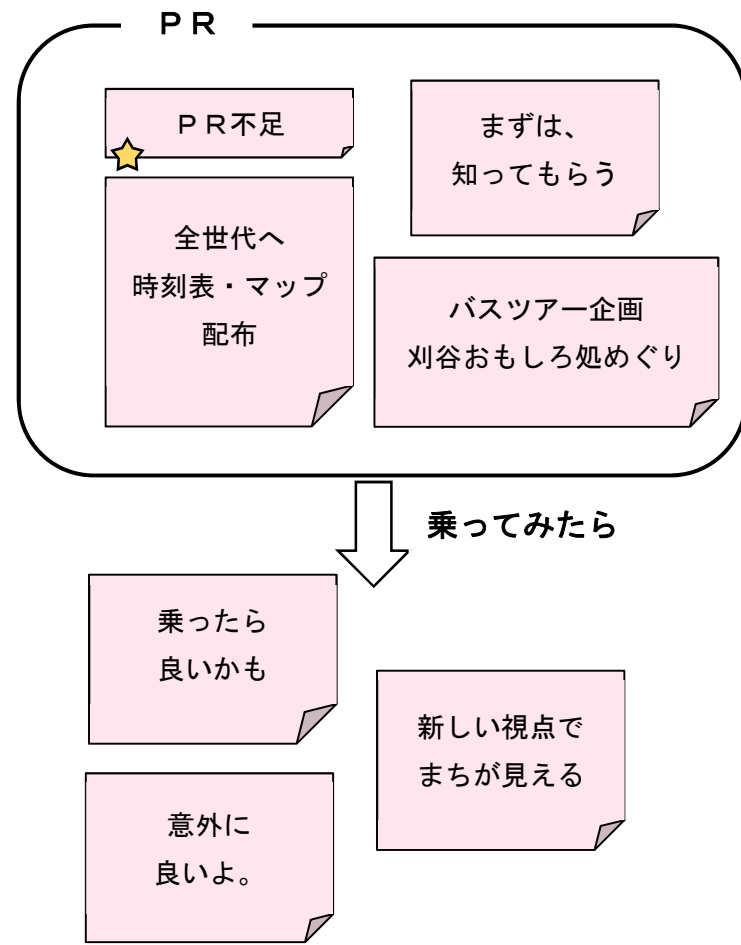 ＰＲ
ＰＲ不足
まずは、
知ってもらう
全世代へ
時刻表・マップ
配布
バスツアー企画
刈谷おもしろ処めぐり
乗ってみたら
乗ったら
良いかも
新しい視点で
まちが見える
意外に
良いよ。